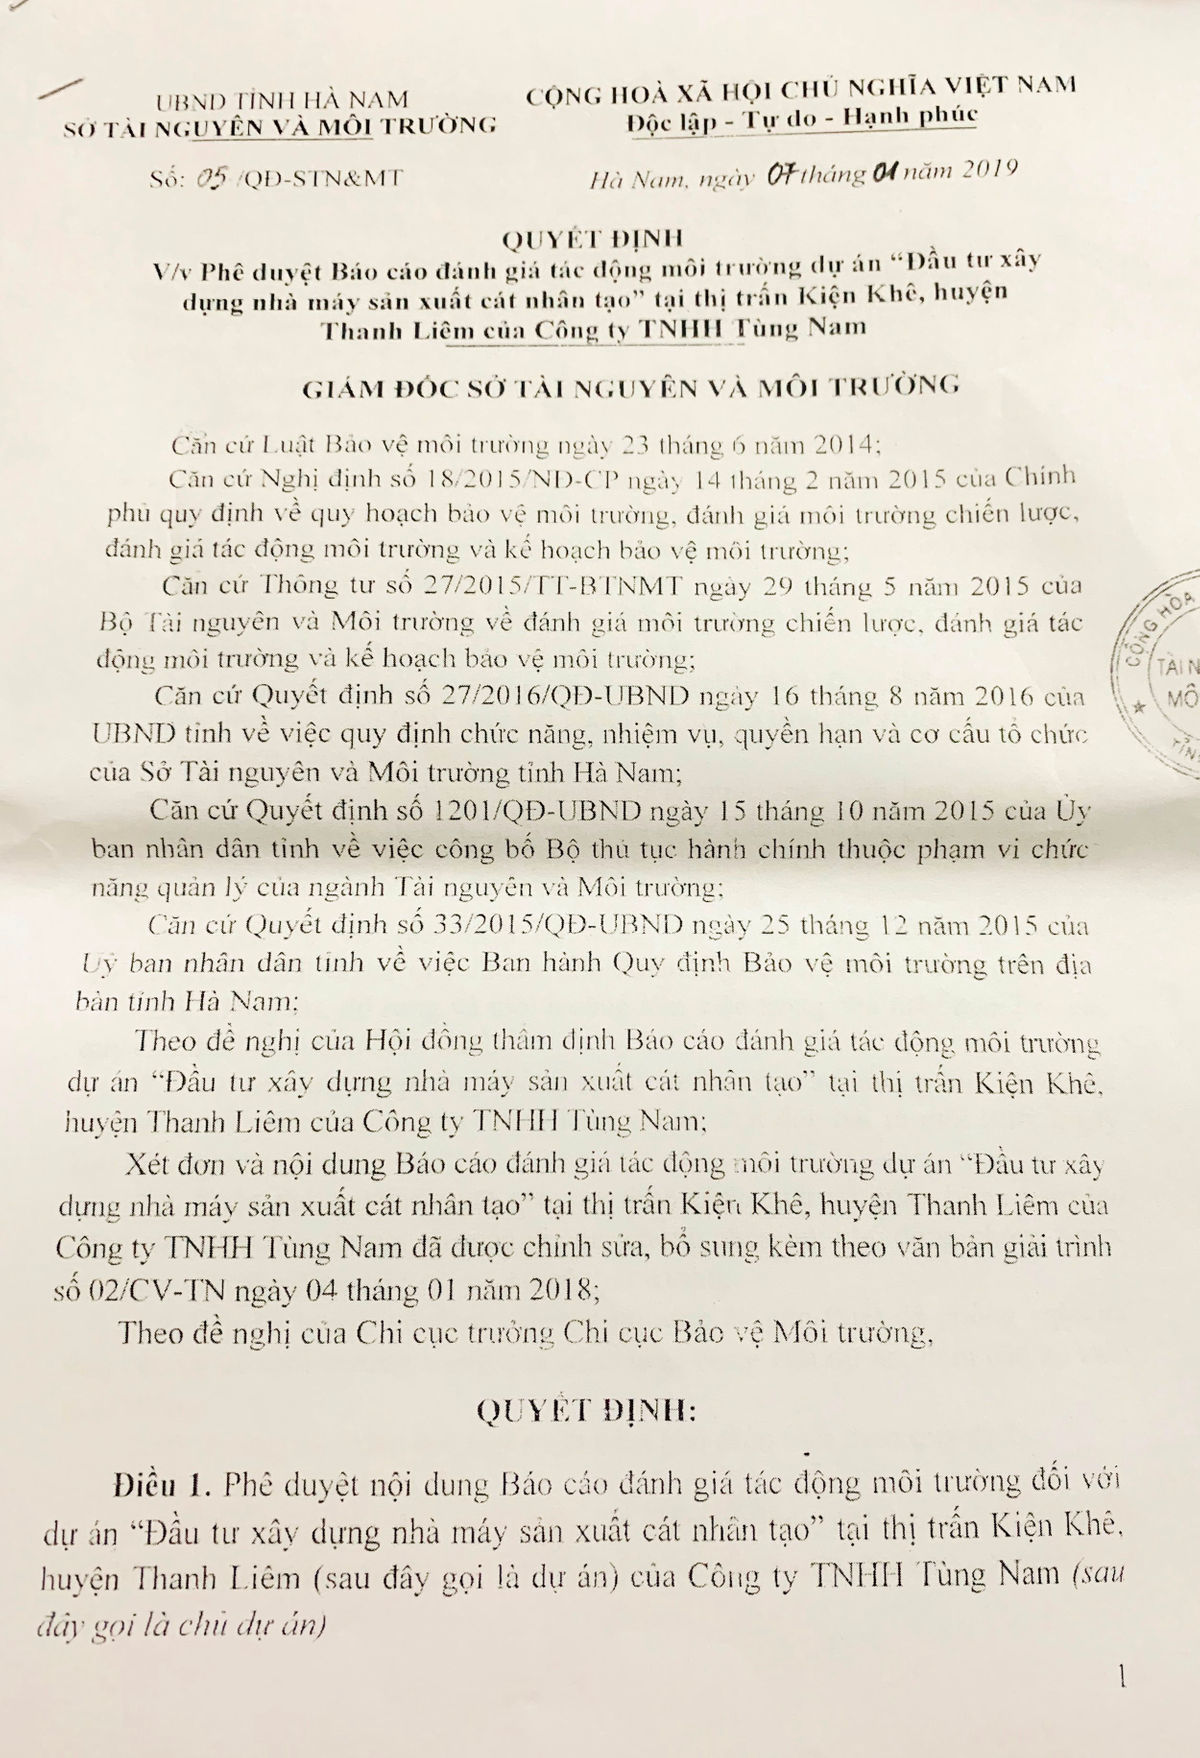 UBND TỈNH HÀ NAM
SỞ TÀI NGUYÊN VÀ MÔI TRƯỜNG
CỘNG HOÀ XÃ HỘI CHỦ NGHĨA VIỆT NAM
Độc lập - Tự do - Hạnh phúc
Số: 05 /QĐ-STN&MT
Hà Nam, ngày 07 tháng 01 năm 2019
QUYẾT ĐỊNH
V/v Phê duyệt Báo cáo đánh giá tác động môi trường dự án “Đầu tư xây
dựng nhà máy sản xuất cát nhân tạo” tại thị trấn Kiện Khê, huyện
Thanh Liêm của Công ty TNHH Tùng Nam
GIÁM ĐỐC SỞ TÀI NGUYÊN VÀ MÔI TRƯỜNG
Căn cứ Luật Bảo vệ môi trường ngày 23 tháng 6 năm 2014;
Căn cứ Nghị định số 18/2015/NĐ-CP ngày 14 tháng 2 năm 2015 của Chính
phủ quy định về quy hoạch bảo vệ môi trường, đánh giá môi trường chiến lược,
đánh giá tác động môi trường và kế hoạch bảo vệ môi trường;
Căn cứ Thông tư số 27/2015/TT-BTNMT ngày 29 tháng 5 năm 2015 của
Bộ Tài nguyên và Môi trường về đánh giá môi trường chiến lược, đánh giá tác
động môi trường và kế hoạch bảo vệ môi trường;
Căn cứ Quyết định số 27/2016/QĐ-UBND ngày 16 tháng 8 năm 2016 của
UBND tỉnh về việc quy định chức năng, nhiệm vụ, quyền hạn và cơ cấu tổ chức
của Sở Tài nguyên và Môi trường tỉnh Hà Nam;
Căn cứ Quyết định số 1201/QĐ-UBND ngày 15 tháng 10 năm 2015 của Ủy
ban nhân dân tỉnh về việc công bố Bộ thủ tục hành chính thuộc phạm vi chức
năng quản lý của ngành Tài nguyên và Môi trường;
Căn cứ Quyết định số 33/2015/QĐ-UBND ngày 25 tháng 12 năm 2015 của
Uỷ ban nhân dân tỉnh về việc Ban hành Quy định Bảo vệ môi trường trên địa
bàn tỉnh Hà Nam;
Theo đề nghị của Hội đồng thẩm định Báo cáo đánh giá tác động môi trường
dự án “Đầu tư xây dựng nhà máy sản xuất cát nhân tạo” tại thị trấn Kiện Khê,
huyện Thanh Liêm của Công ty TNHH Tùng Nam;
Xét đơn và nội dung Báo cáo đánh giá tác động môi trường dự án “Đầu tư xây
dựng nhà máy sản xuất cát nhân tạo” tại thị trấn Kiện Khê, huyện Thanh Liêm của
Công ty TNHH Tùng Nam đã được chỉnh sửa, bổ sung kèm theo văn bản giải trình
số 02/CV-TN ngày 04 tháng 01 năm 2018;
Theo đề nghị của Chi cục trưởng Chi cục Bảo vệ Môi trường,
CỘNG HÒA
TÀI N
MÔ
TỈN
QUYẾT ĐỊNH:
Điều 1. Phê duyệt nội dung Báo cáo đánh giá tác động môi trường đối với
dự án “Đầu tư xây dựng nhà máy sản xuất cát nhân tạo” tại thị trấn Kiện Khê,
huyện Thanh Liêm (sau đây gọi là dự án) của Công ty TNHH Tùng Nam (sau
đây gọi là chủ dự án)
1